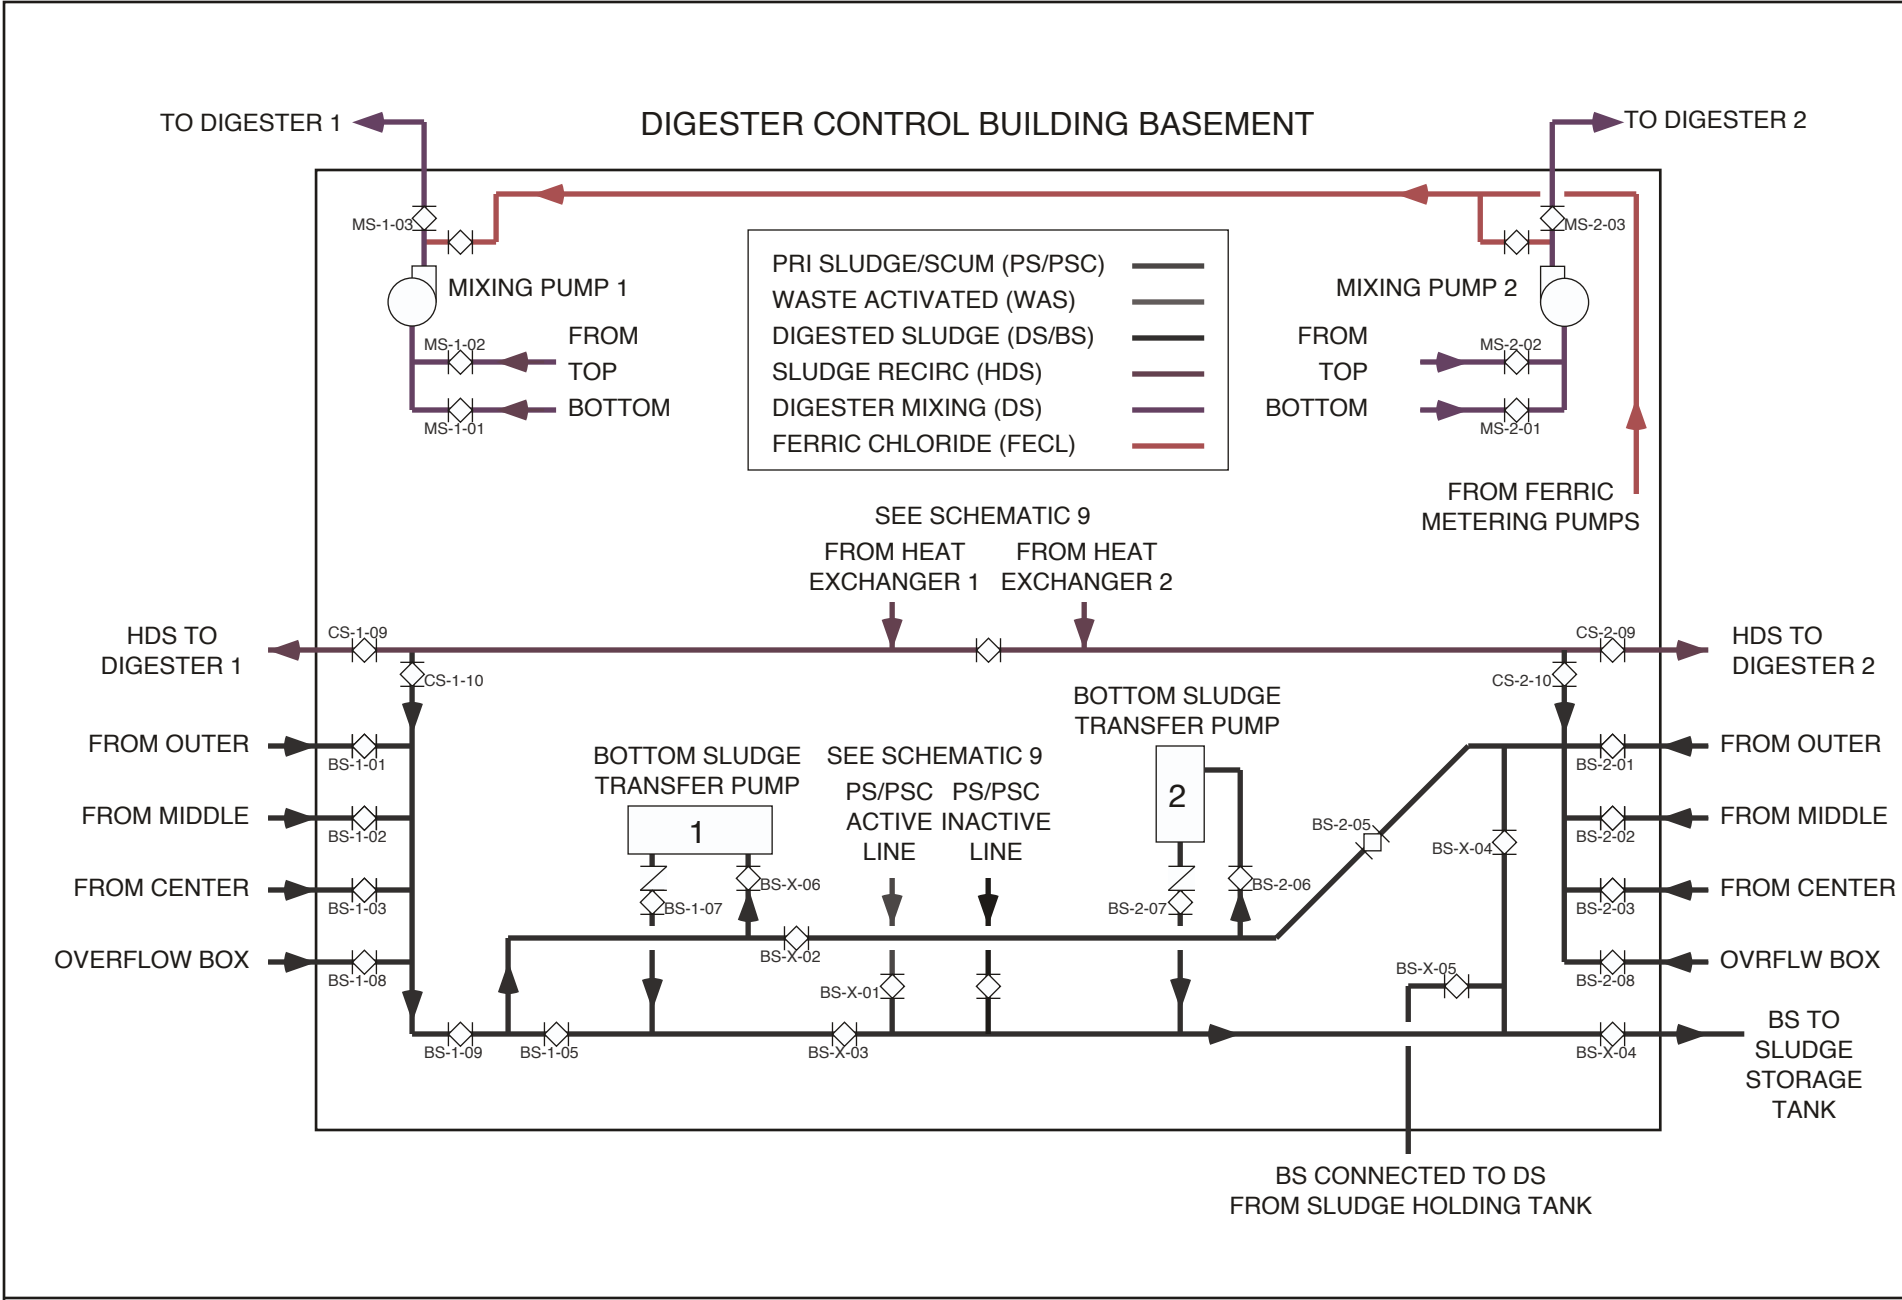 TO DIGESTER 1
DIGESTER CONTROL BUILDING BASEMENT
TO DIGESTER 2
MS-1-03
MS-2-03
MIXING PUMP 1
MIXING PUMP 2
MS-1-02
FROM
TOP
BOTTOM
MS-1-01
FROM
TOP
BOTTOM
MS-2-02
MS-2-01
PRI SLUDGE/SCUM (PS/PSC)
WASTE ACTIVATED (WAS)
DIGESTED SLUDGE (DS/BS)
SLUDGE RECIRC (HDS)
DIGESTER MIXING (DS)
FERRIC CHLORIDE (FECL)
FROM FERRIC
METERING PUMPS
SEE SCHEMATIC 9
FROM HEAT
EXCHANGER 1
FROM HEAT
EXCHANGER 2
HDS TO
DIGESTER 1
CS-1-09
CS-1-10
CS-2-09
CS-2-10
HDS TO
DIGESTER 2
FROM OUTER
BS-1-01
FROM MIDDLE
BS-1-02
FROM CENTER
BS-1-03
OVERFLOW BOX
BS-1-08
BOTTOM SLUDGE
TRANSFER PUMP
1
BS-1-07
BS-X-06
SEE SCHEMATIC 9
PS/PSC
ACTIVE
LINE
PS/PSC
INACTIVE
LINE
BOTTOM SLUDGE
TRANSFER PUMP
2
BS-2-07
BS-2-06
BS-2-05
BS-X-04
FROM OUTER
BS-2-01
FROM MIDDLE
BS-2-02
FROM CENTER
BS-2-03
OVRFLW BOX
BS-2-08
BS-X-02
BS-X-01
BS-X-05
BS-1-09
BS-1-05
BS-X-03
BS-X-04
BS TO
SLUDGE
STORAGE
TANK
BS CONNECTED TO DS
FROM SLUDGE HOLDING TANK